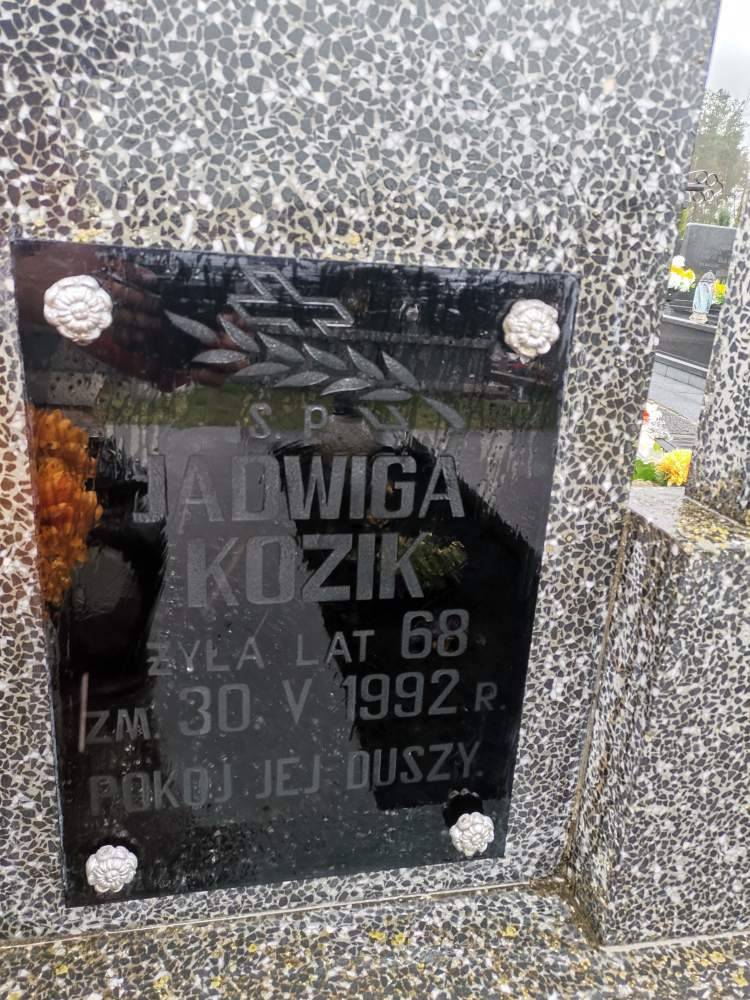 Ś.P.
JADWIGA
KOZIK
ŻYŁA LAT 68
ZM. 30. V 1992 R.
POKÓJ JEJ DUSZY.